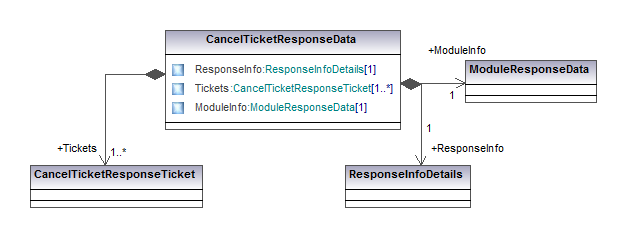 CancelTicketResponseData
ResponseInfo:ResponseInfoDetails[1]
Tickets:CancelTicketResponseTicket[1..*]
ModuleInfo:ModuleResponseData[1]
+ModuleInfo
1
ModuleResponseData
1
+Tickets
1..*
+ResponseInfo
CancelTicketResponseTicket
ResponseInfoDetails